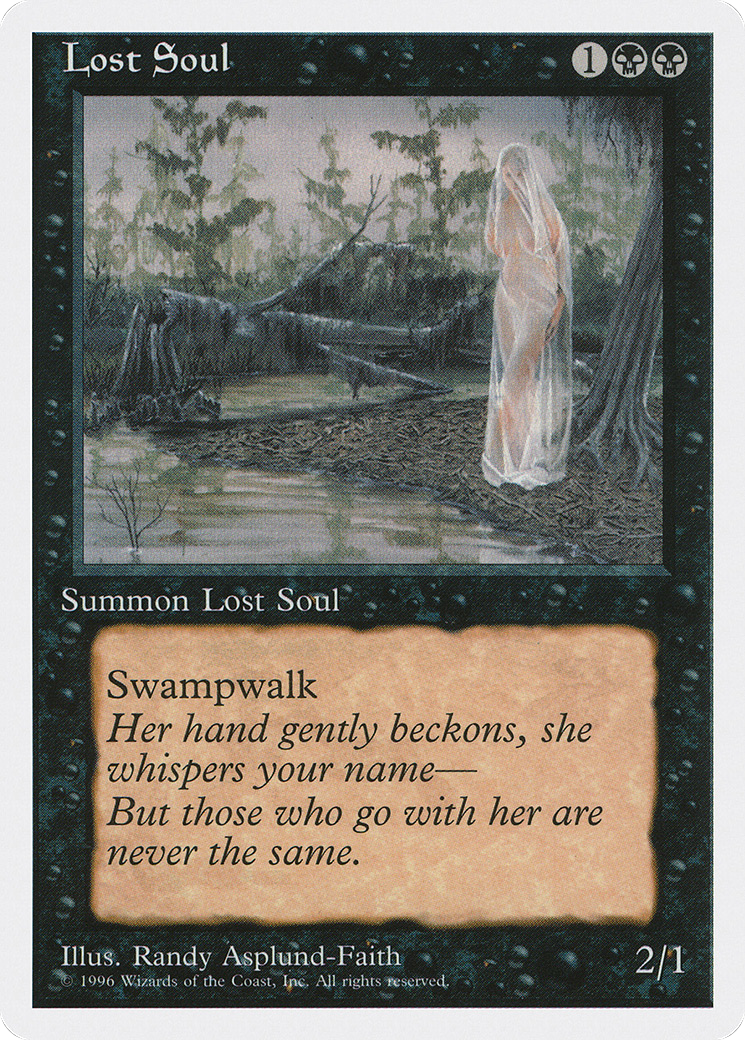 Lost Soul 1
Summon Lost Soul
Swampwalk
Her hand gently beckons, she
whispers your name—
But those who go with her are
never the same.
Illus. Randy Asplund-Faith
2/1
© 1996 Wizards of the Coast, Inc. All rights reserved.